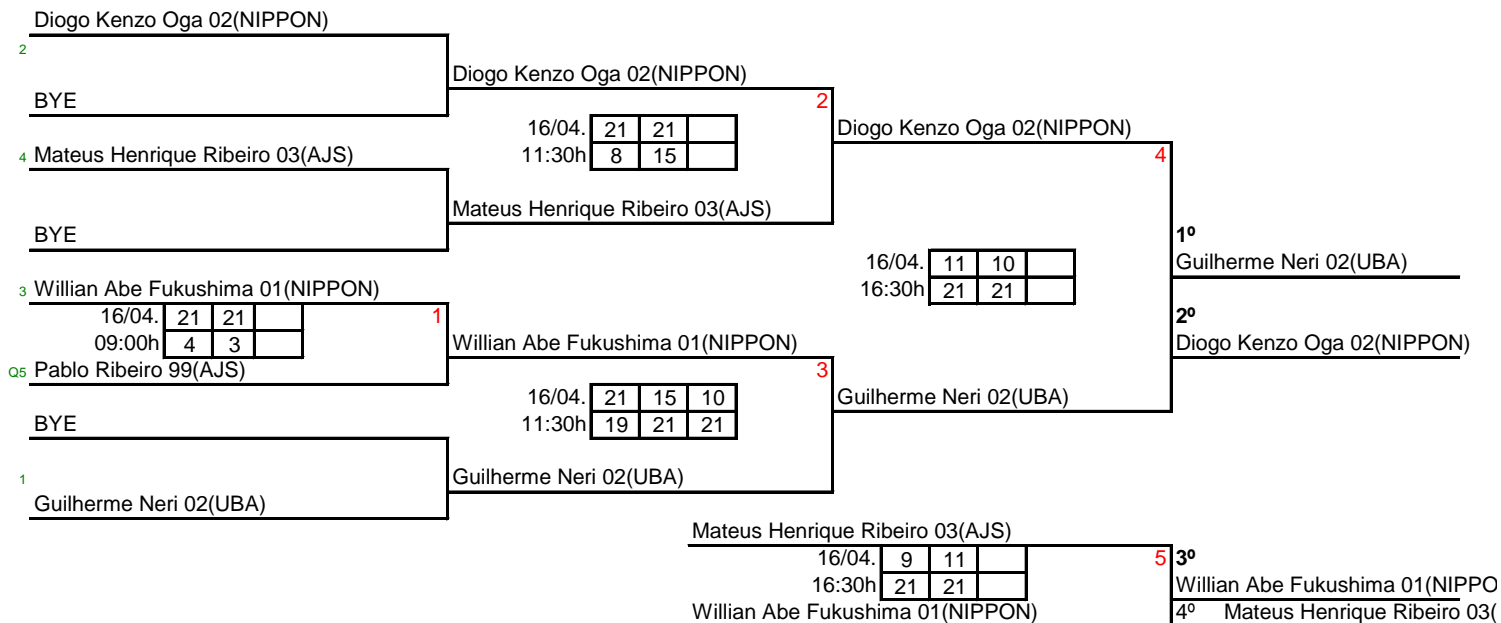 Diogo Kenzo Oga 02(NIPPON)
2
Diogo Kenzo Oga 02(NIPPON)
BYE
2
16/04. 21 21
Diogo Kenzo Oga 02(NIPPON)
11:30h 8 15
4 Mateus Henrique Ribeiro 03(AJS)
4
Mateus Henrique Ribeiro 03(AJS)
BYE
1º
16/04. 11 10
Guilherme Neri 02(UBA)
16:30h 21 21
3 Willian Abe Fukushima 01(NIPPON)
16/04. 21 21
1
2º
09:00h 4 3
Willian Abe Fukushima 01(NIPPON)
Diogo Kenzo Oga 02(NIPPON)
Q5 Pablo Ribeiro 99(AJS)
3
16/04. 21 15 10
Guilherme Neri 02(UBA)
11:30h 19 21 21
BYE
1
Guilherme Neri 02(UBA)
Guilherme Neri 02(UBA)
Mateus Henrique Ribeiro 03(AJS)
16/04. 9 11
5
3º
16:30h 21 21
Willian Abe Fukushima 01(NIPPO
Willian Abe Fukushima 01(NIPPON)
4º Mateus Henrique Ribeiro 03(